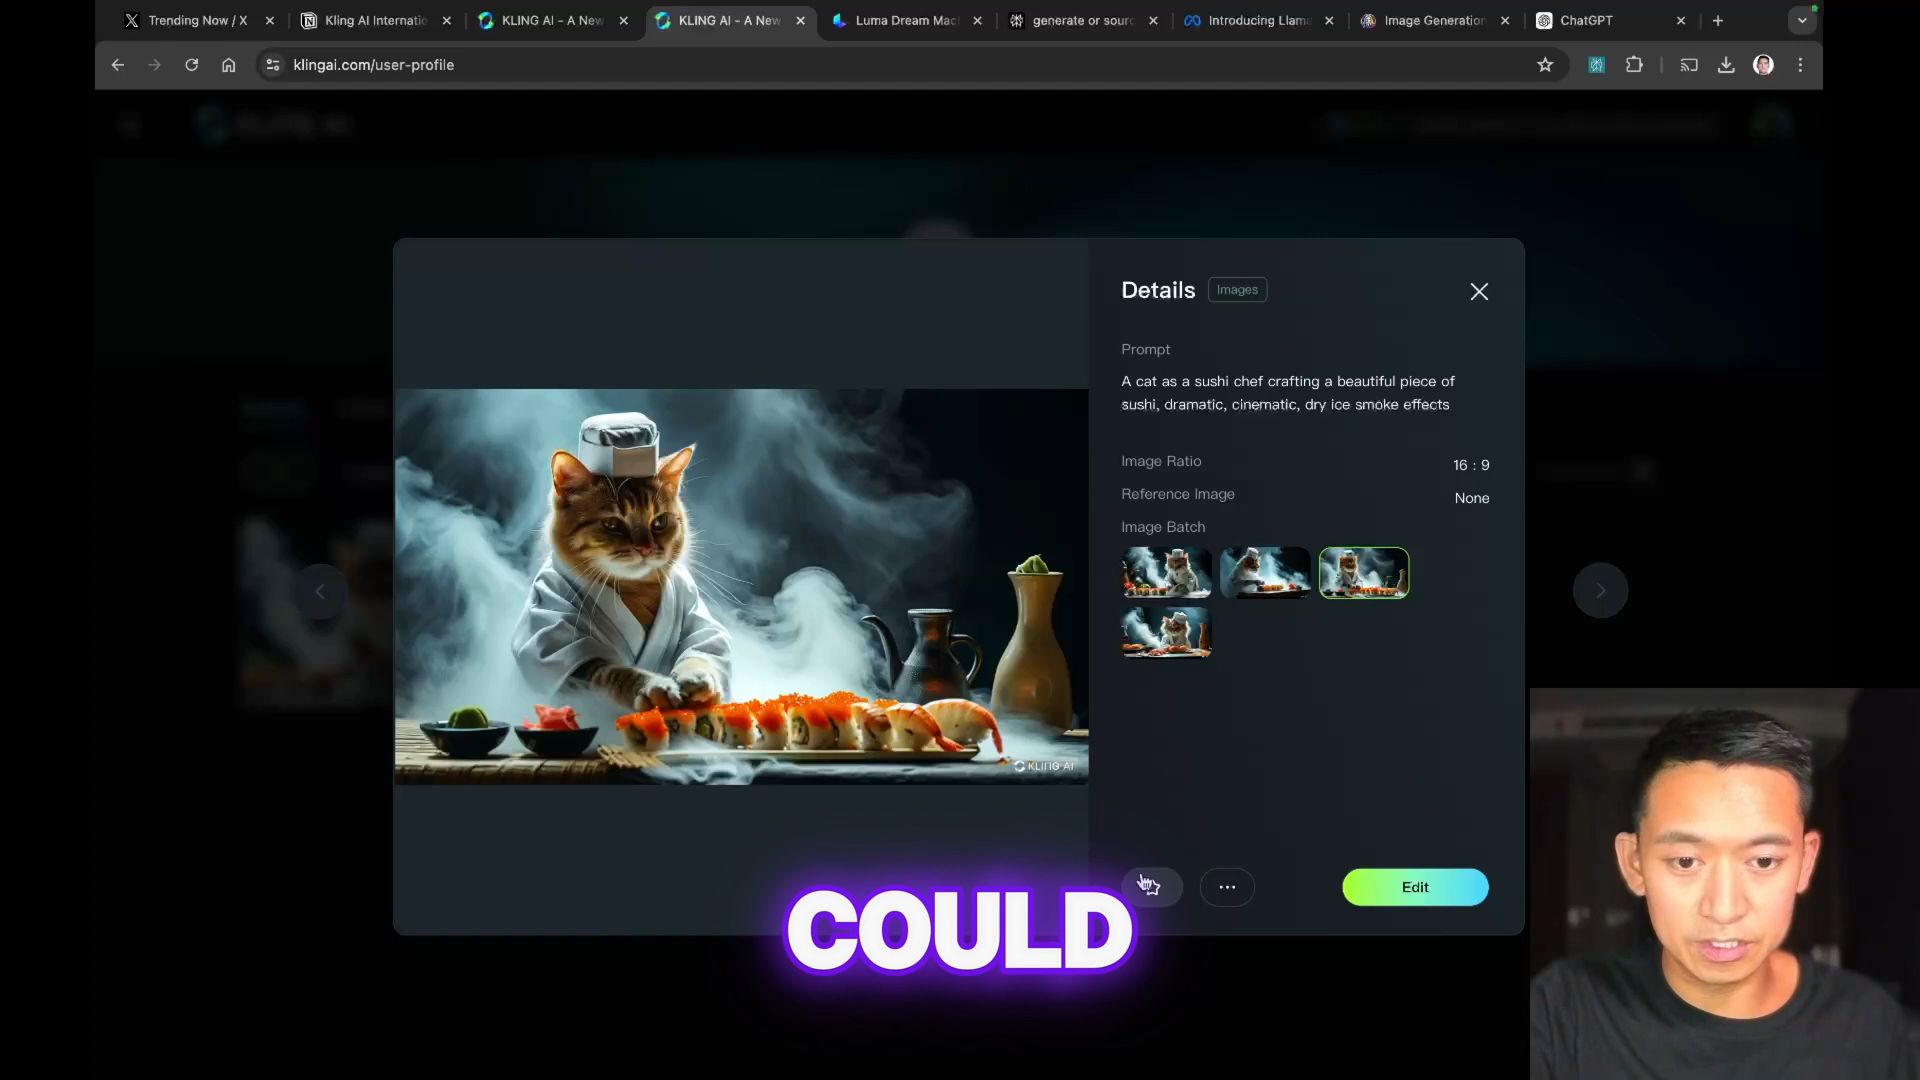 Trending Now / X
Kling AI Internatio
KLING AI - A New
KLING AI - A New
Luma Dream Mac
generate or sourc
Introducing Llam
Image Generation
ChatGPT
klingai.com/user-profile
Details
Images
Prompt
A cat as a sushi chef crafting a beautiful piece of
sushi, dramatic, cinematic, dry ice smoke effects
Image Ratio
16 : 9
Reference Image
None
Image Batch
KLING AI
Edit
COULD